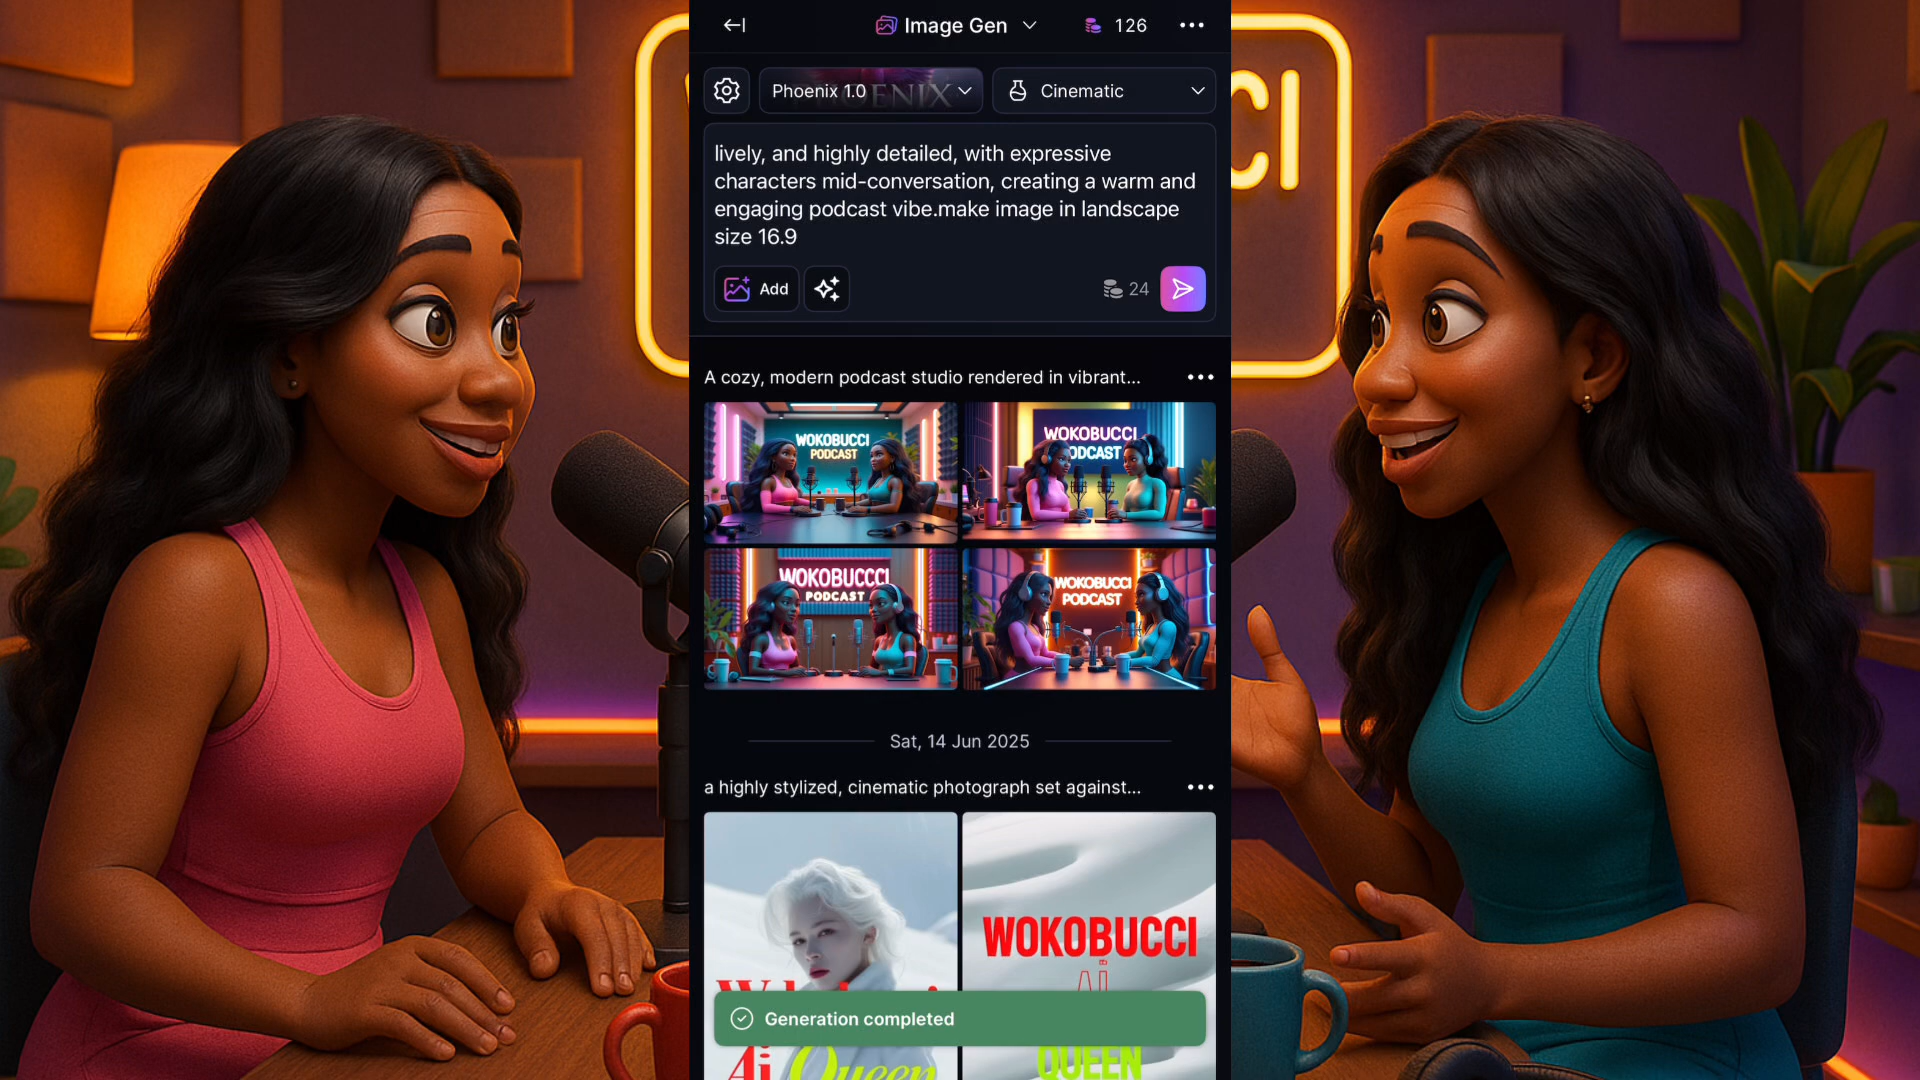 Image Gen
126
Phoenix 1.0
Cinematic
lively, and highly detailed, with expressive
characters mid-conversation, creating a warm and
engaging podcast vibe.make image in landscape
size 16.9
Add
24
A cozy, modern podcast studio rendered in vibrant...
WOKOBUCCI
PODCAST
WOKOBUCCI
PODCAST
WOKOBUCCCI
PODCAST
WOKOBUCCI
PODCAST
Sat, 14 Jun 2025
a highly stylized, cinematic photograph set against...
WOKOBUCCI
Ai
Generation completed
Ai Queen
QUEEN
CI